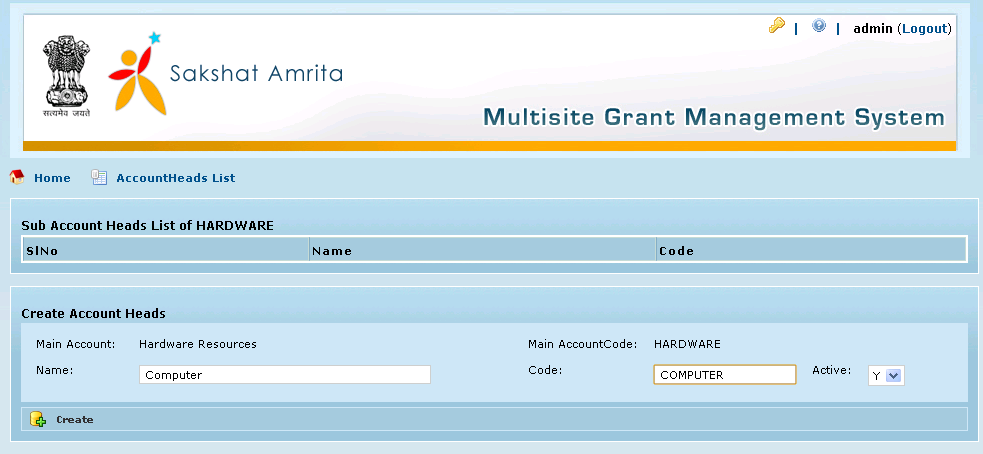 | | admin (Logout)
सत्यमेव जयते
Sakshat Amrita
Multisite Grant Management System
Home AccountHeads List
Sub Account Heads List of HARDWARE
SlNo Name Code
Create Account Heads
Main Account: Hardware Resources Main AccountCode: HARDWARE
Name: Computer Code: COMPUTER Active: Y
Create